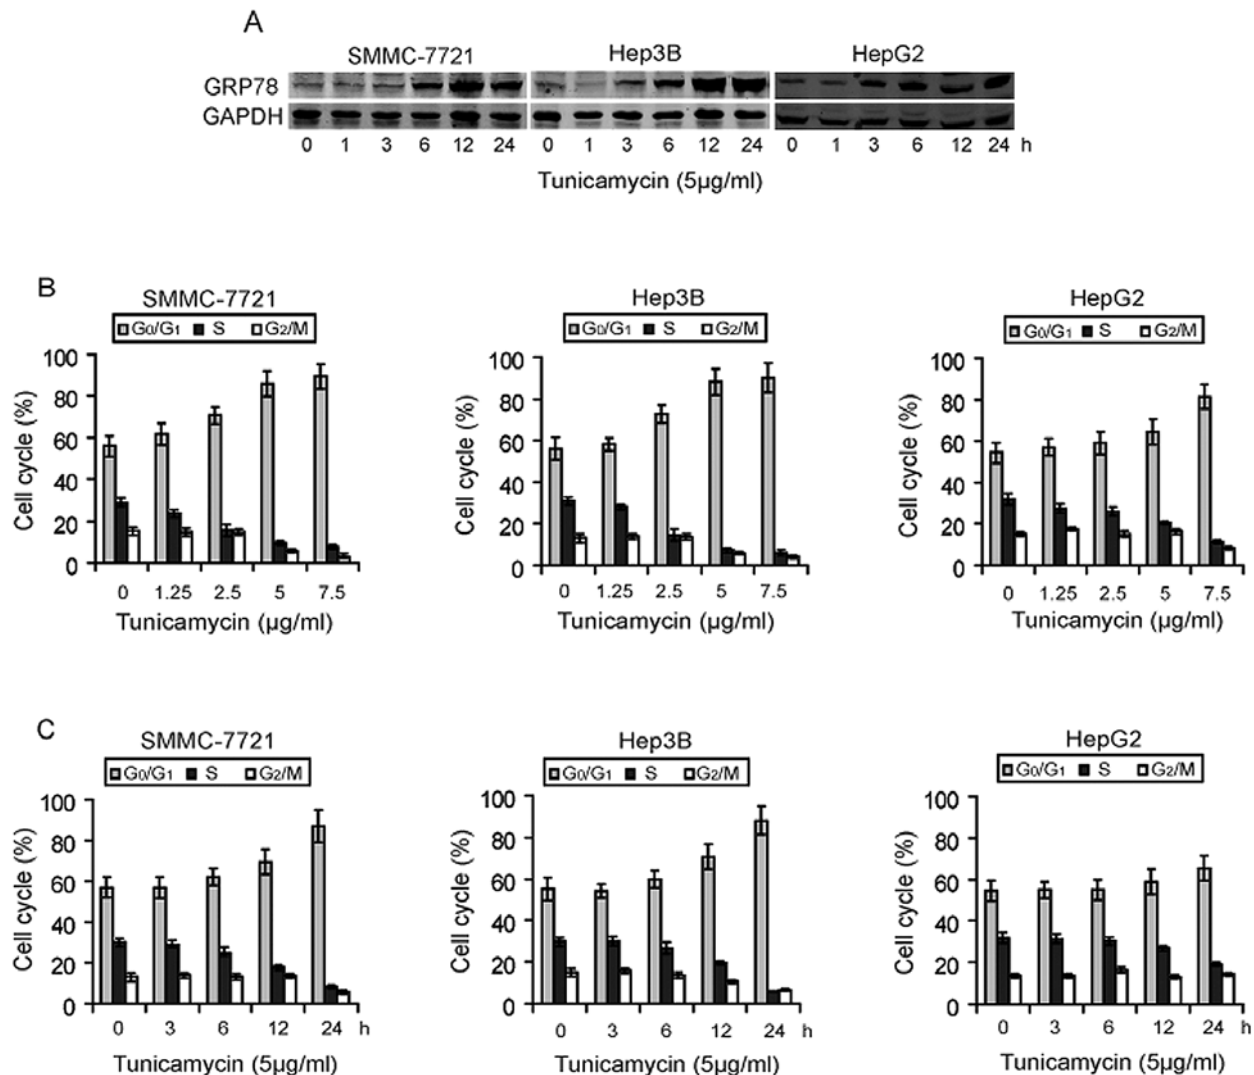 A
SMMC-7721 Hep3B HepG2
GRP78
GAPDH
0 1 3 6 12 24 0 1 3 6 12 24 0 1 3 6 12 24 h
Tunicamycin (5µg/ml)
B
SMMC-7721 Hep3B HepG2
G0/G1 S G2/M G0/G1 S G2/M G0/G1 S G2/M
Cell cycle (%) Cell cycle (%) Cell cycle (%)
100 100 100
80 80 80
60 60 60
40 40 40
20 20 20
0 0 0
0 1.25 2.5 5 7.5 0 1.25 2.5 5 7.5 0 1.25 2.5 5 7.5
Tunicamycin (µg/ml) Tunicamycin (µg/ml) Tunicamycin (µg/ml)
C
SMMC-7721 Hep3B HepG2
G0/G1 S G2/M G0/G1 S G2/M G0/G1 S G2/M
Cell cycle (%) Cell cycle (%) Cell cycle (%)
100 100 100
80 80 80
60 60 60
40 40 40
20 20 20
0 0 0
0 3 6 12 24 h 0 3 6 12 24 h 0 3 6 12 24 h
Tunicamycin (5µg/ml) Tunicamycin (5µg/ml) Tunicamycin (5µg/ml)